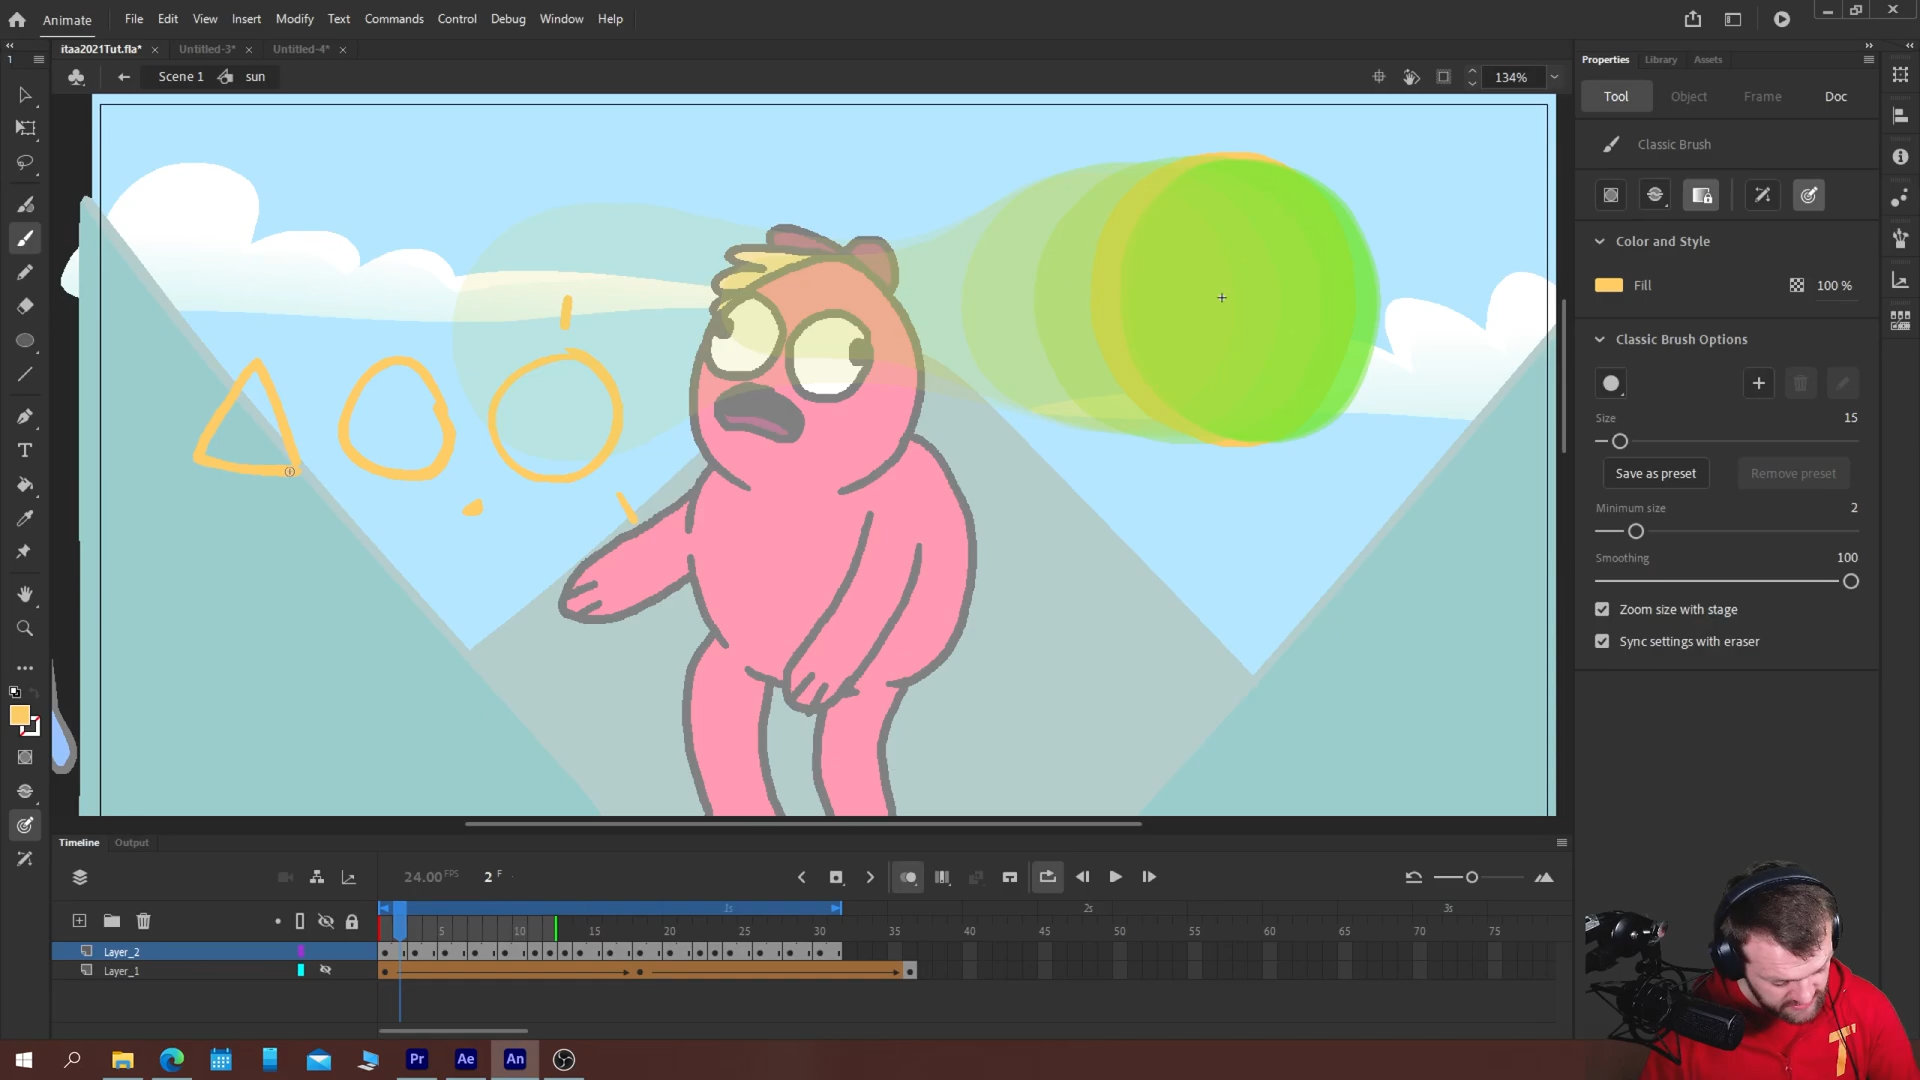 Animate File Edit View Insert Modify Text Commands Control Debug Window Help
itaa2021Tut.fla* Untitled-3* Untitled-4*
1
Scene 1 sun 134%
Properties Library Assets
Tool Object Frame Doc
Classic Brush
Color and Style
Fill 100 %
Classic Brush Options
Size 15
Save as preset Remove preset
Minimum size 2
Smoothing 100
Zoom size with stage
Sync settings with eraser
T
Timeline Output
24.00 FPS 2 F
1s 2s 3s
5 10 15 20 25 30 35 40 45 50 55 60 65 70 75
Layer_2
Layer_1
Pr Ae An